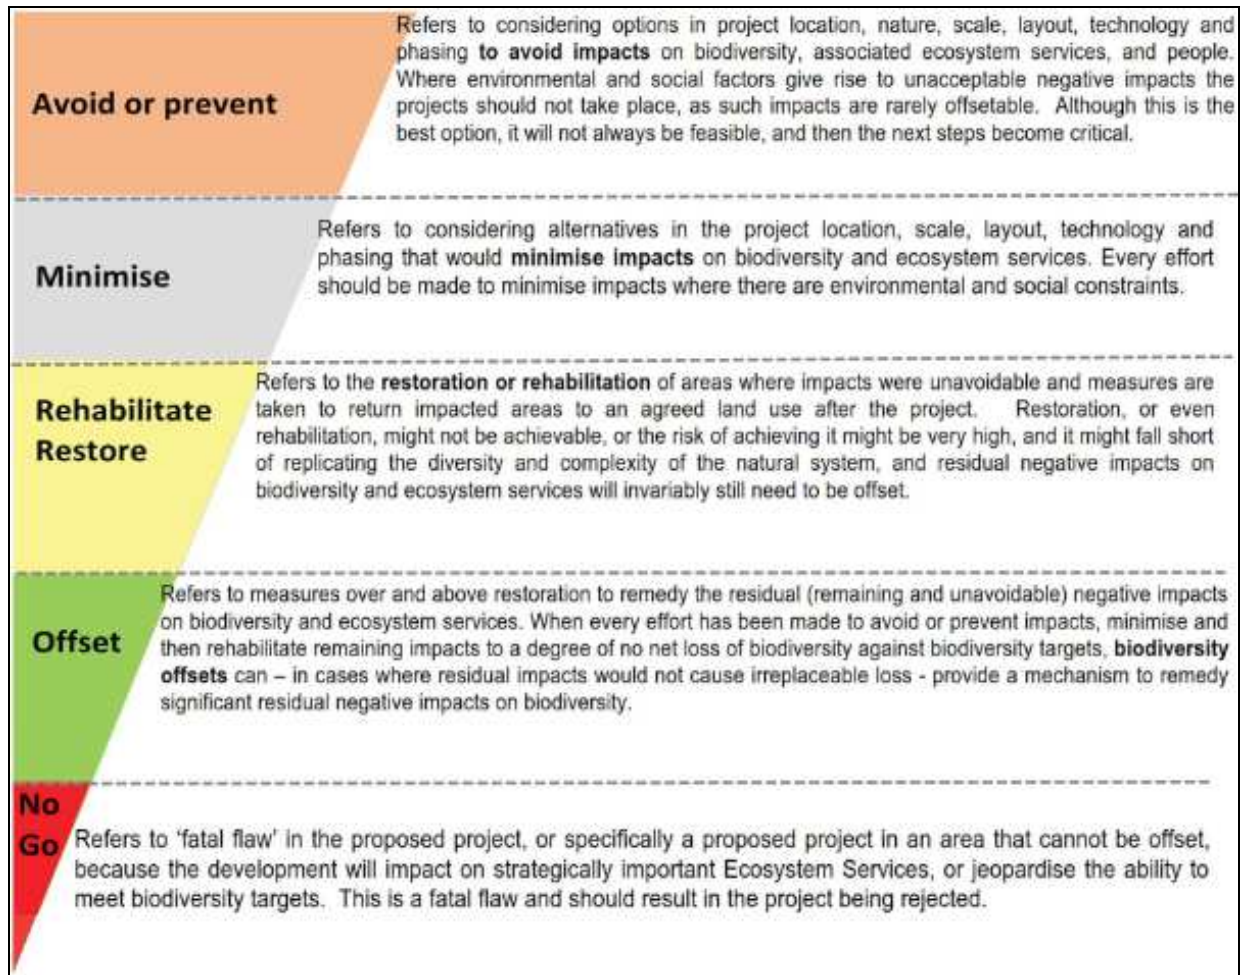 Refers to considering options in project location, nature, scale, layout, technology and
phasing to avoid impacts on biodiversity, associated ecosystem services, and people.
Where environmental and social factors give rise to unacceptable negative impacts the
projects should not take place, as such impacts are rarely offsetable. Although this is the
best option, it will not always be feasible, and then the next steps become critical.
Avoid or prevent
Refers to considering alternatives in the project location, scale, layout, technology and
phasing that would minimise impacts on biodiversity and ecosystem services. Every effort
should be made to minimise impacts where there are environmental and social constraints.
Minimise
Refers to the restoration or rehabilitation of areas where impacts were unavoidable and measures are
taken to return impacted areas to an agreed land use after the project. Restoration, or even
rehabilitation, might not be achievable, or the risk of achieving it might be very high, and it might fall short
of replicating the diversity and complexity of the natural system, and residual negative impacts on
biodiversity and ecosystem services will invariably still need to be offset.
Rehabilitate
Restore
Refers to measures over and above restoration to remedy the residual (remaining and unavoidable) negative impacts
on biodiversity and ecosystem services. When every effort has been made to avoid or prevent impacts, minimise and
then rehabilitate remaining impacts to a degree of no net loss of biodiversity against biodiversity targets, biodiversity
offsets can – in cases where residual impacts would not cause irreplaceable loss - provide a mechanism to remedy
significant residual negative impacts on biodiversity.
Offset
No
Go
Refers to ‘fatal flaw’ in the proposed project, or specifically a proposed project in an area that cannot be offset,
because the development will impact on strategically important Ecosystem Services, or jeopardise the ability to
meet biodiversity targets. This is a fatal flaw and should result in the project being rejected.